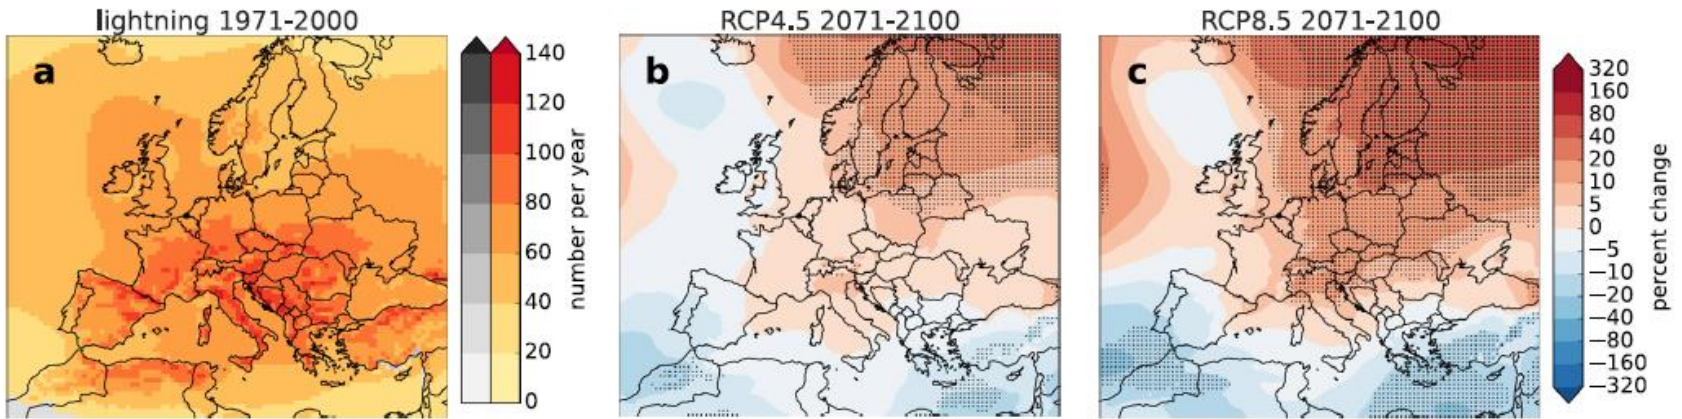 lightning 1971-2000
RCP4.5 2071-2100
RCP8.5 2071-2100
a
b
c
140
120
100
80
60
40
20
0
number per year
320
160
80
40
20
10
5
0
−5
−10
−20
−40
−80
−160
−320
percent change